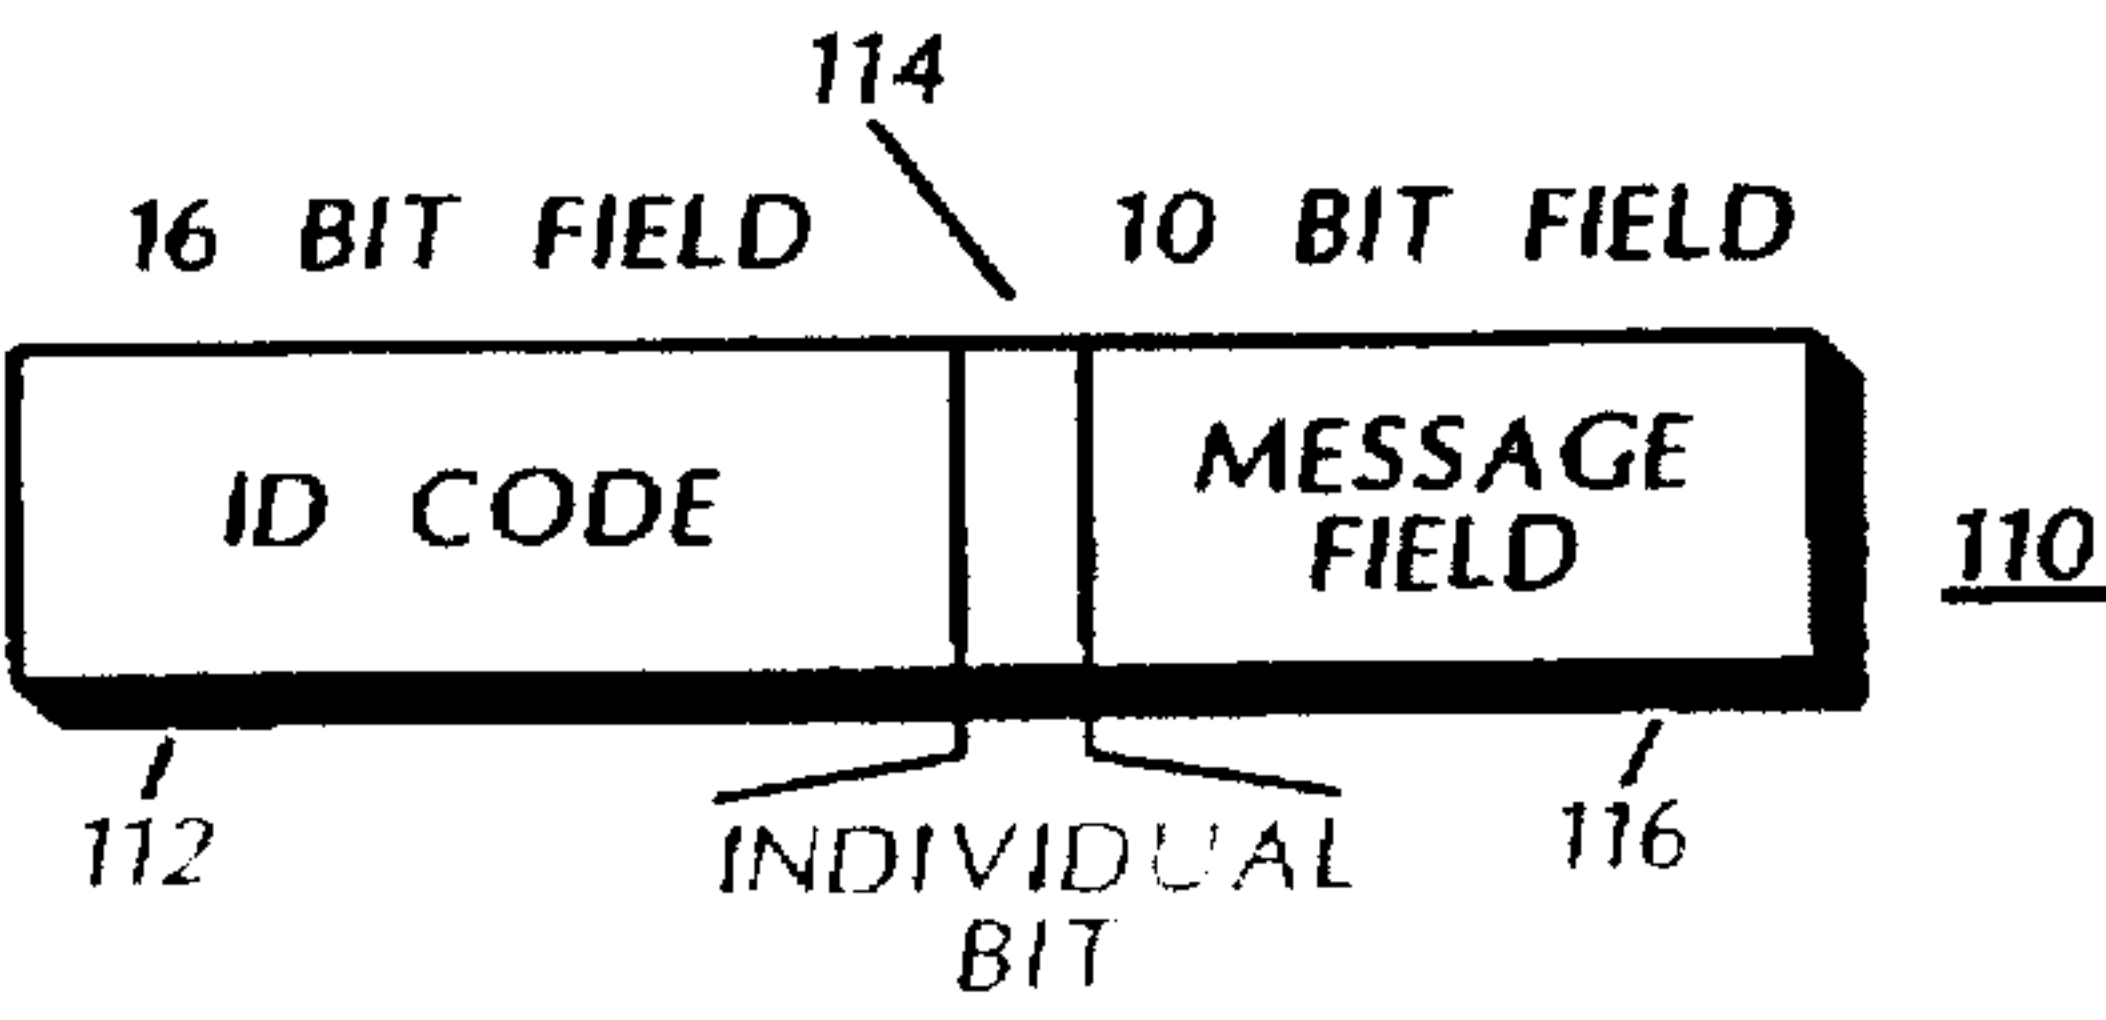 114
16 BIT FIELD
10 BIT FIELD
ID CODE
MESSAGE
FIELD
110
112
INDIVIDUAL
BIT
116